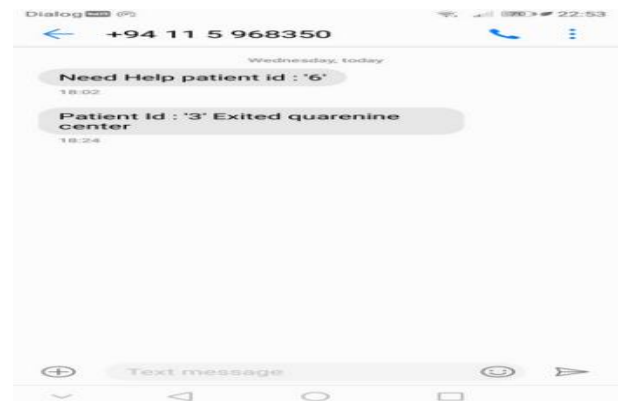 Dialog 22:53
+94 11 5 968350
Wednesday, today
Need Help patient id : '6'
18:02
Patient Id : '3' Exited quarenine
center
18:24
Text message